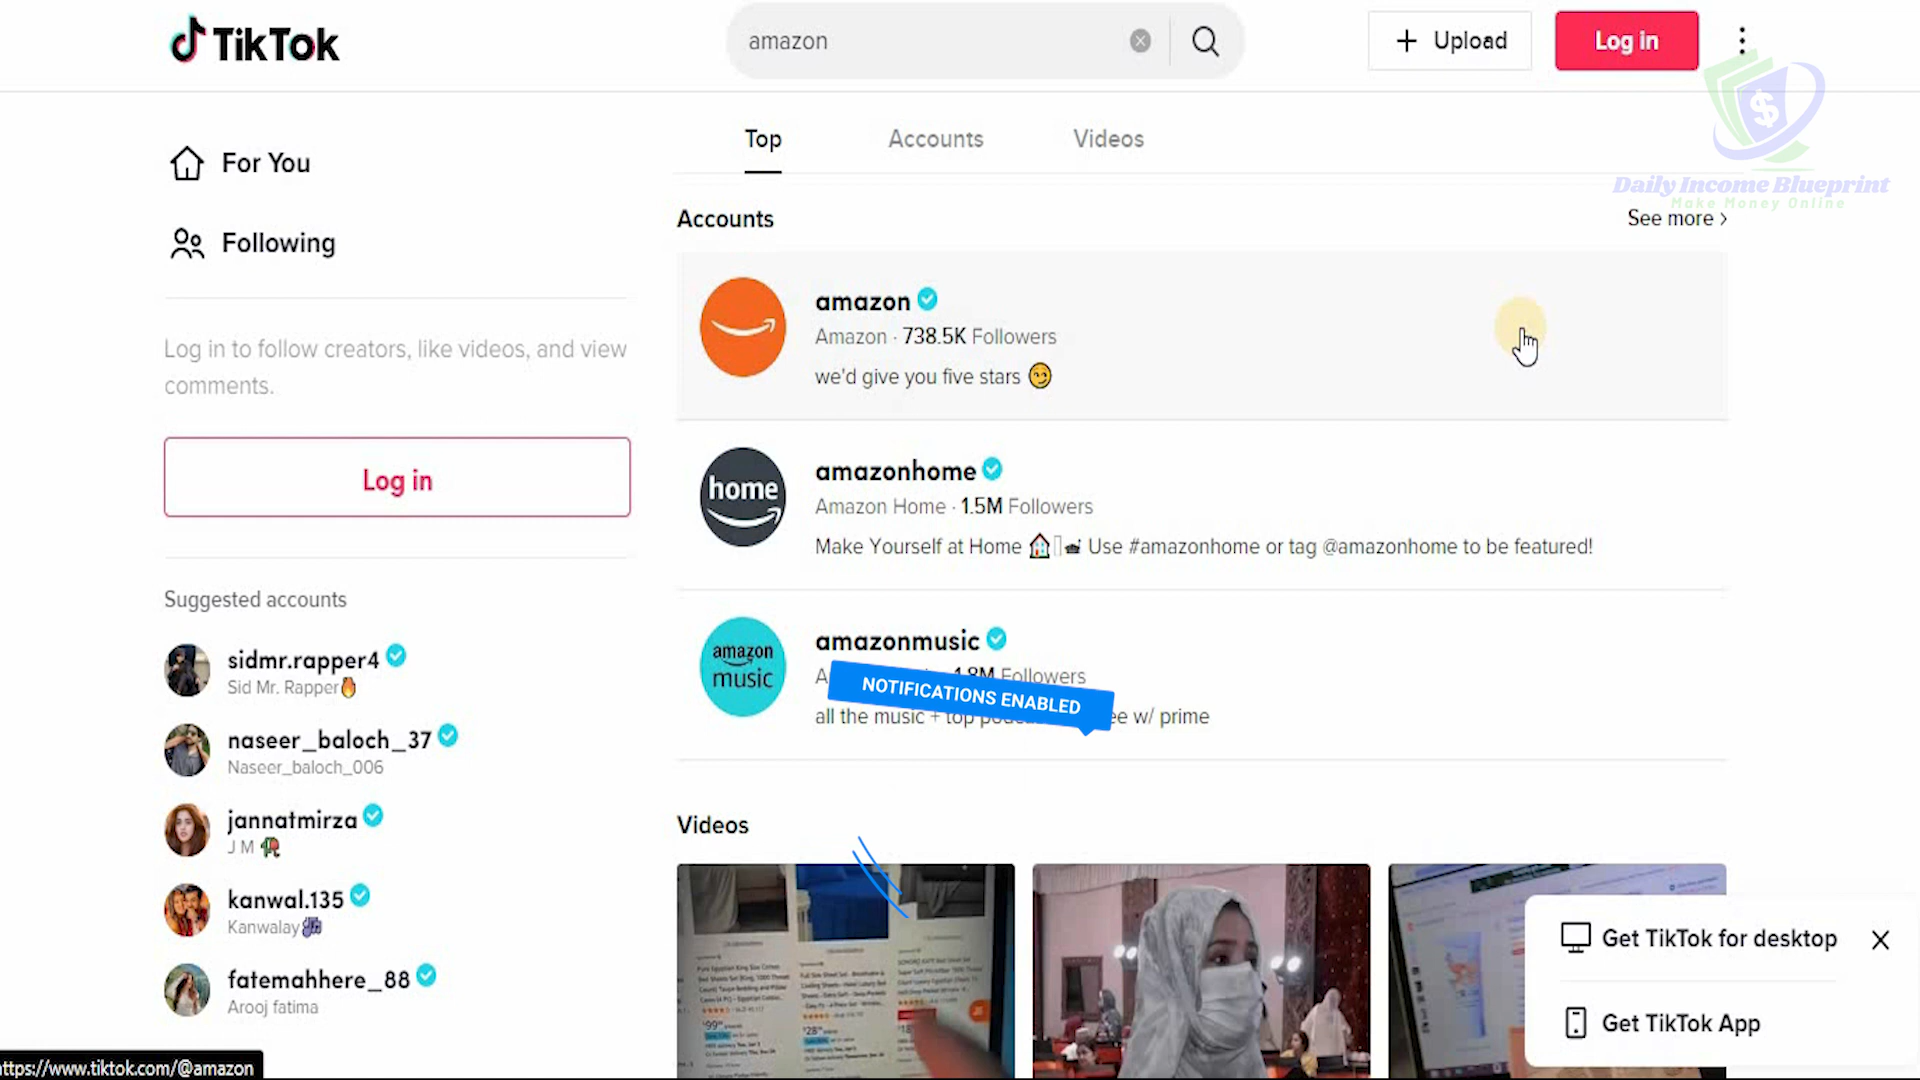 TikTok
amazon
Upload
Log in
Daily Income Blueprint
Make Money Online
For You
Following
Log in to follow creators, like videos, and view
comments.
Log in
Suggested accounts
sidmr.rapper4
Sid Mr. Rapper🔥
naseer_baloch_37
Naseer_baloch_006
jannatmirza
J M 🥀
kanwal.135
Kanwalay
fatemahhere_88
Arooj fatima
Top
Accounts
Videos
Accounts
See more ›
amazon
Amazon · 738.5K Followers
we'd give you five stars 😏
home
amazonhome
Amazon Home · 1.5M Followers
Make Yourself at Home 🏠 Use #amazonhome or tag @amazonhome to be featured!
amazon
music
amazonmusic
1.8M Followers
NOTIFICATIONS ENABLED
all the music + top w/ prime
Videos
Get TikTok for desktop
Get TikTok App
ttps://www.tiktok.com/@amazon